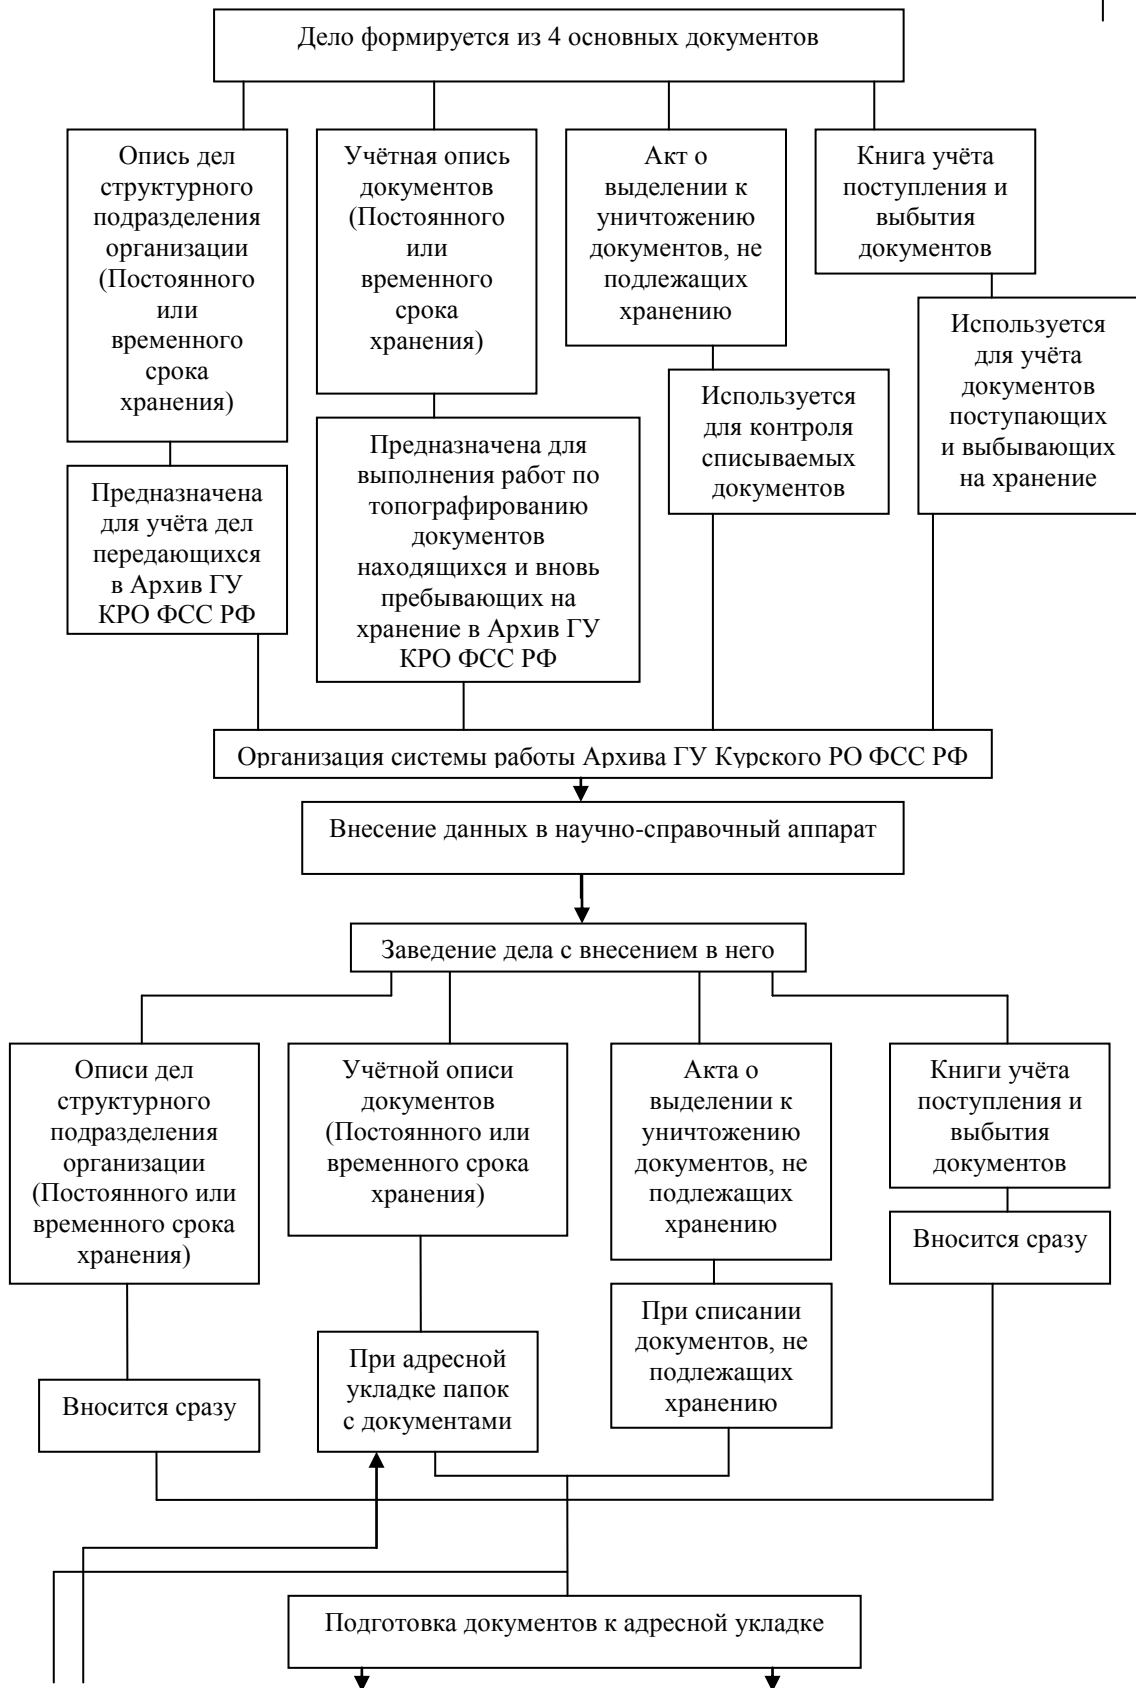 Дело формируется из 4 основных документов
Опись дел
структурного
подразделения
организации
(Постоянного
или
временного
срока
хранения)
Учётная опись
документов
(Постоянного
или
временного
срока
хранения)
Акт о
выделении к
уничтожению
документов, не
подлежащих
хранению
Книга учёта
поступления и
выбытия
документов
Предназначена
для учёта дел
передающихся
в Архив ГУ
КРО ФСС РФ
Предназначена для
выполнения работ по
топографированию
документов
находящихся и вновь
пребывающих на
хранение в Архив ГУ
КРО ФСС РФ
Используется
для контроля
списываемых
документов
Используется
для учёта
документов
поступающих
и выбывающих
на хранение
Организация системы работы Архива ГУ Курского РО ФСС РФ
Внесение данных в научно-справочный аппарат
Заведение дела с внесением в него
Описи дел
структурного
подразделения
организации
(Постоянного или
временного срока
хранения)
Учётной описи
документов
(Постоянного или
временного срока
хранения)
Акта о
выделении к
уничтожению
документов, не
подлежащих
хранению
Книги учёта
поступления и
выбытия
документов
Вносится сразу
При адресной
укладке папок
с документами
При списании
документов, не
подлежащих
хранению
Вносится сразу
Подготовка документов к адресной укладке